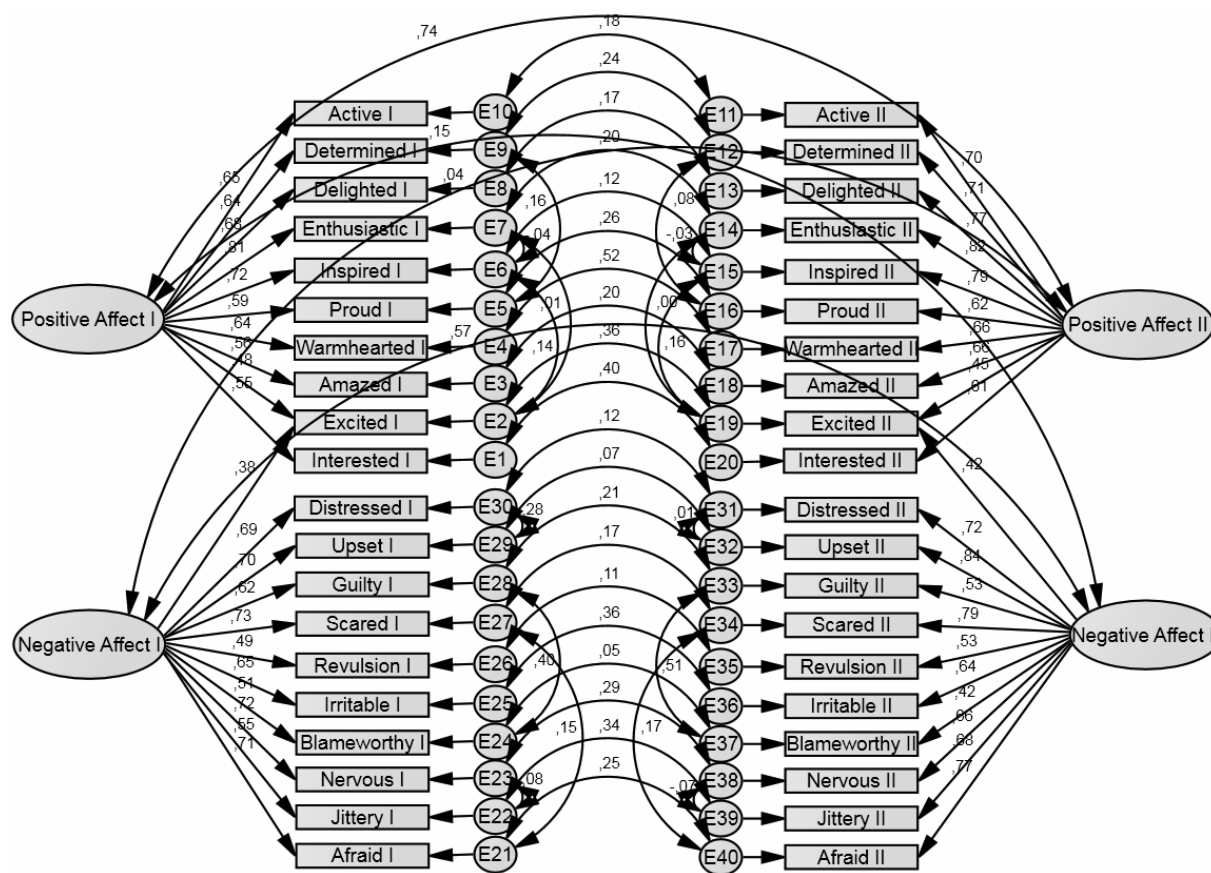 ,18
,74
,24
,17
Active I E10 E11 Active II
,15 ,20
Determined I E9 E12 Determined II ,70
,65 ,04 ,12 ,71
Delighted I E8 E13 Delighted II
,64 ,16 ,08
,68 ,26 ,77
Enthusiastic I E7 E14 Enthusiastic II
,81 ,04 -,03 ,82
,52
Inspired I E6 E15 Inspired II
,72 ,79
,59 ,01 ,20 ,00 ,62
Proud I E5 E16 Proud II
Positive Affect I Positive Affect II
,64 ,57 ,36 ,66
Warmhearted I E4 ,14 ,16 E17 Warmhearted II
,56 ,66
,48 ,45
Amazed I E3 ,40 E18 Amazed II
,55 ,61
Excited I E2 E19 Excited II
,12
Interested I E1 E20 Interested II
,38 ,07 ,42
,21
Distressed I E30 ,28 ,01 E31 Distressed II
,69 ,72
,17
Upset I E29 E32 Upset II
,70 ,84
,11
Guilty I E28 E33 Guilty II
,62 ,53
,36
Scared I E27 E34 Scared II
,73 ,79
Negative Affect I Negative Affect I
,49 ,53
,65 ,40 ,05 ,51 ,64
Revulsion I E26 E35 Revulsion II
,51 ,29 ,42
Irritable I E25 E36 Irritable II
,72 ,15 ,34 ,17 ,66
Blameworthy I E24 E37 Blameworthy II
,55 ,68
,71 ,25 ,77
Nervous I E23 ,08 -,07 E38 Nervous II
Jittery I E22 E39 Jittery II
Afraid I E21 E40 Afraid II